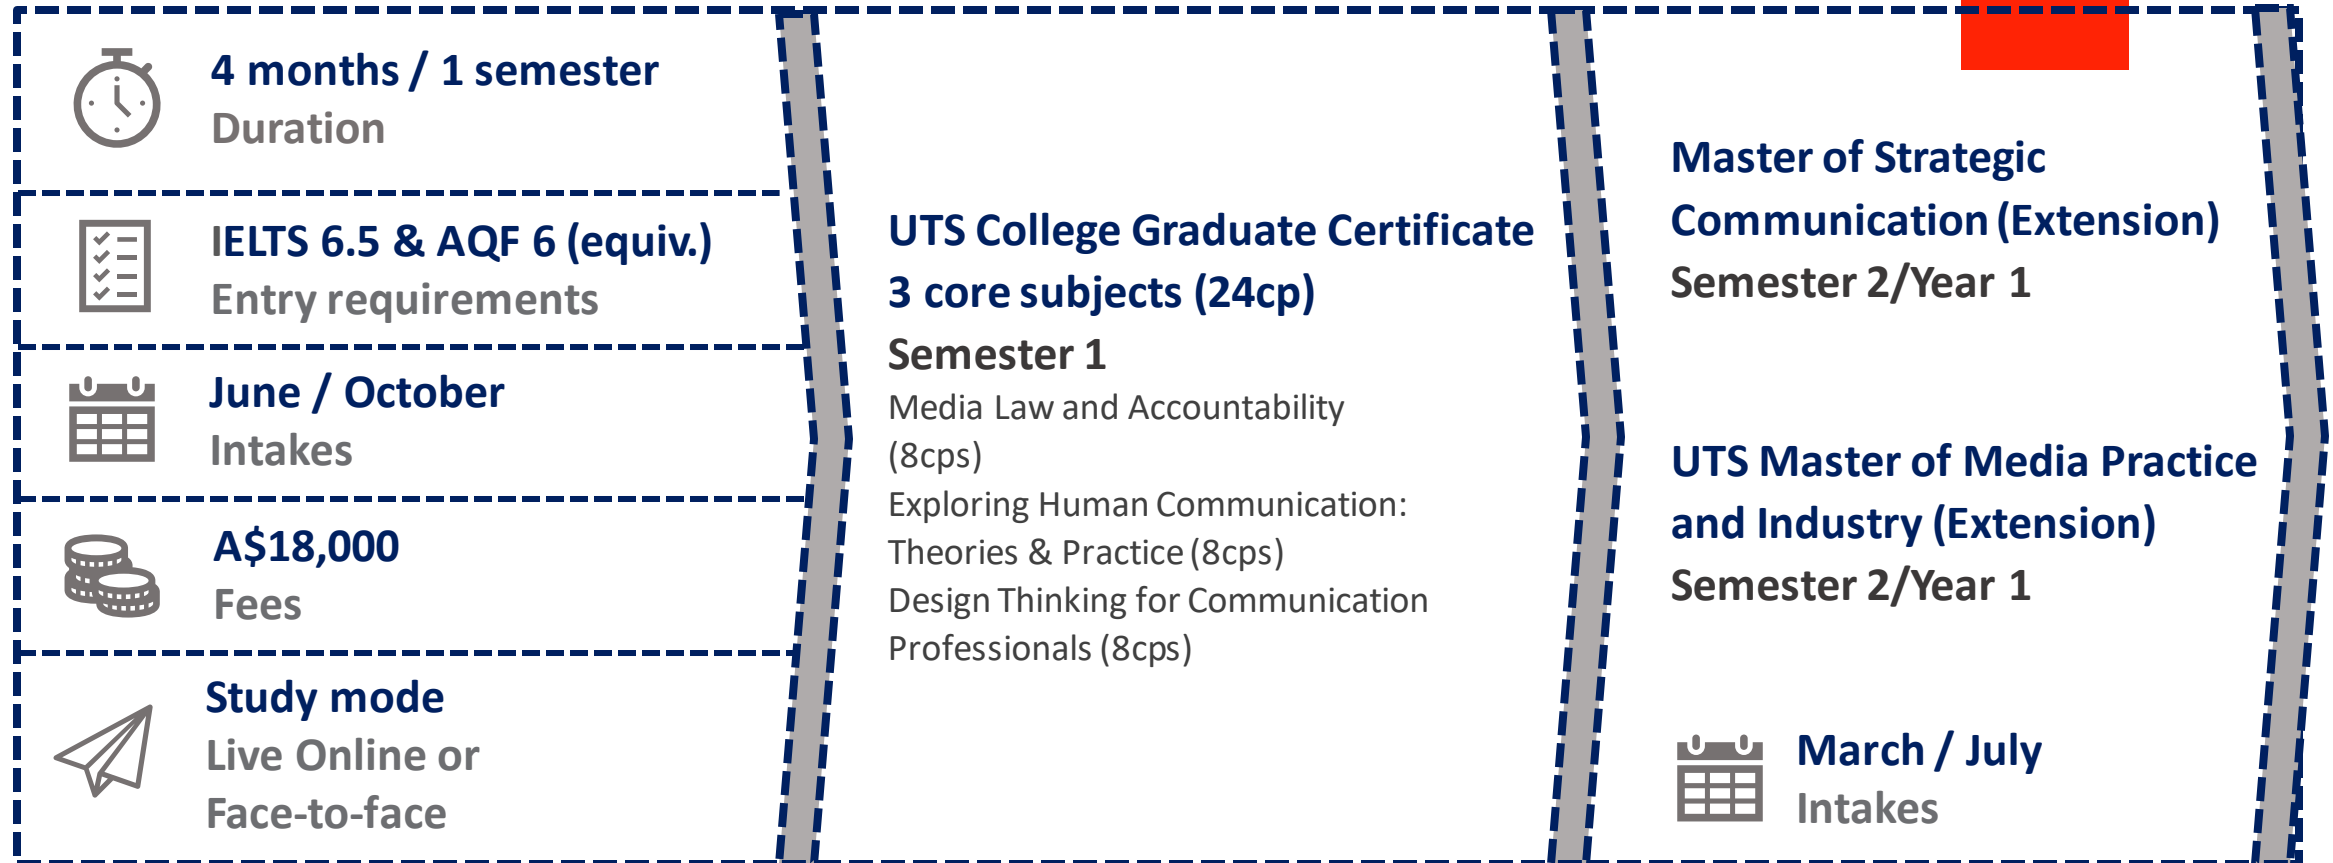 4 months / 1 semester
Duration
IELTS 6.5 & AQF 6 (equiv.)
Entry requirements
June / October
Intakes
A$18,000
Fees
Study mode
Live Online or
Face-to-face
UTS College Graduate Certificate
3 core subjects (24cp)
Semester 1
Media Law and Accountability
(8cps)
Exploring Human Communication:
Theories & Practice (8cps)
Design Thinking for Communication
Professionals (8cps)
Master of Strategic
Communication (Extension)
Semester 2/Year 1
UTS Master of Media Practice
and Industry (Extension)
Semester 2/Year 1
March / July
Intakes